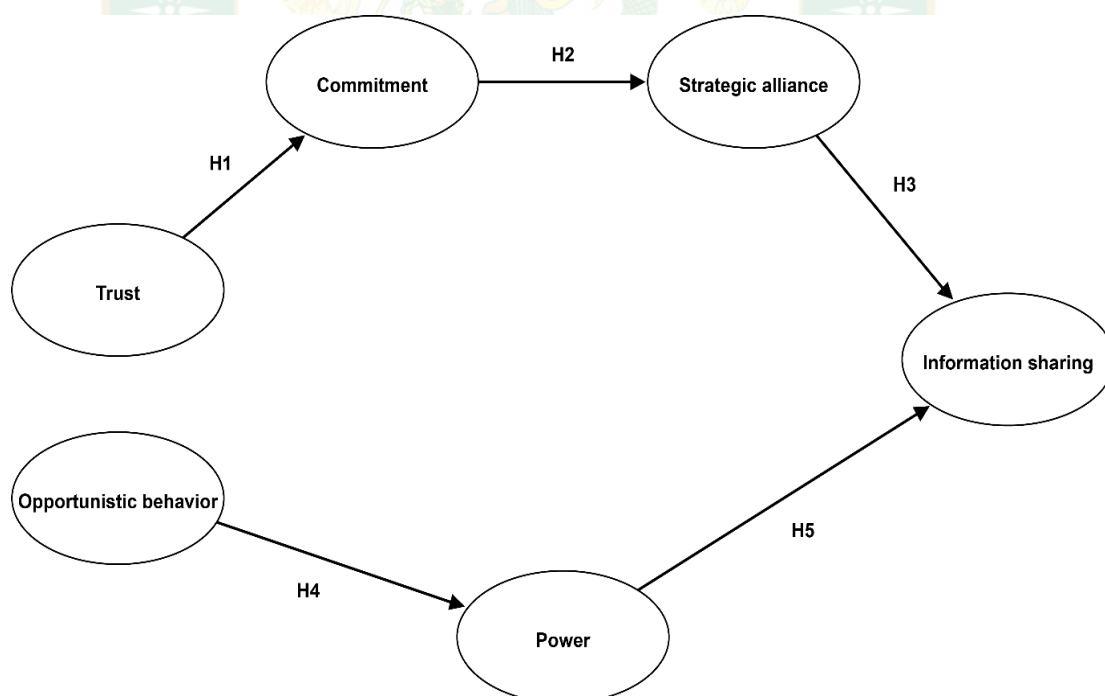 H2
Commitment
Strategic alliance
H1
H3
Trust
Information sharing
Opportunistic behavior
H5
H4
Power